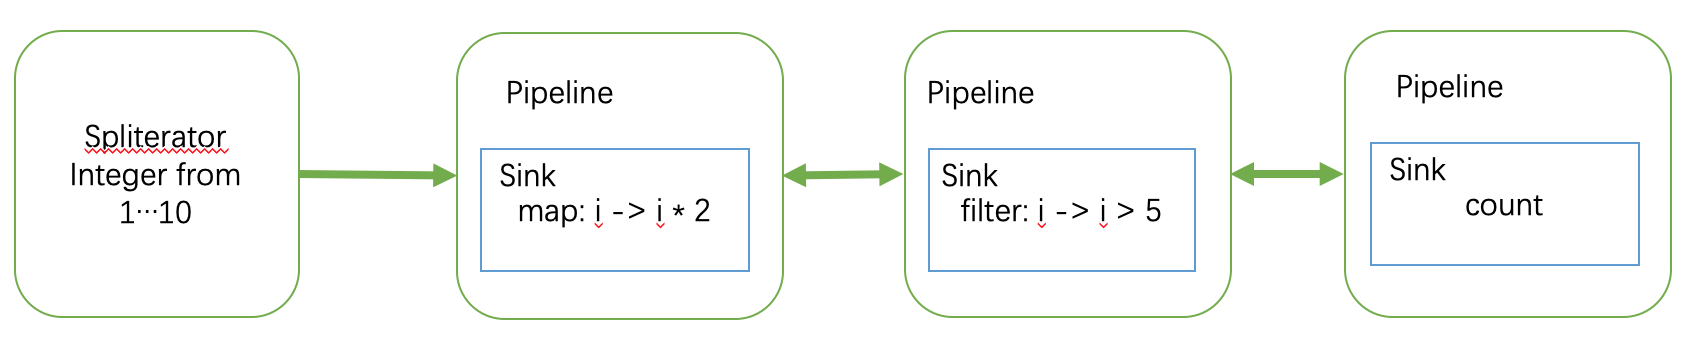 Spliterator
Integer from
1···10
Pipeline
Sink
map: i -> i * 2
Pipeline
Sink
filter: i -> i > 5
Pipeline
Sink
count